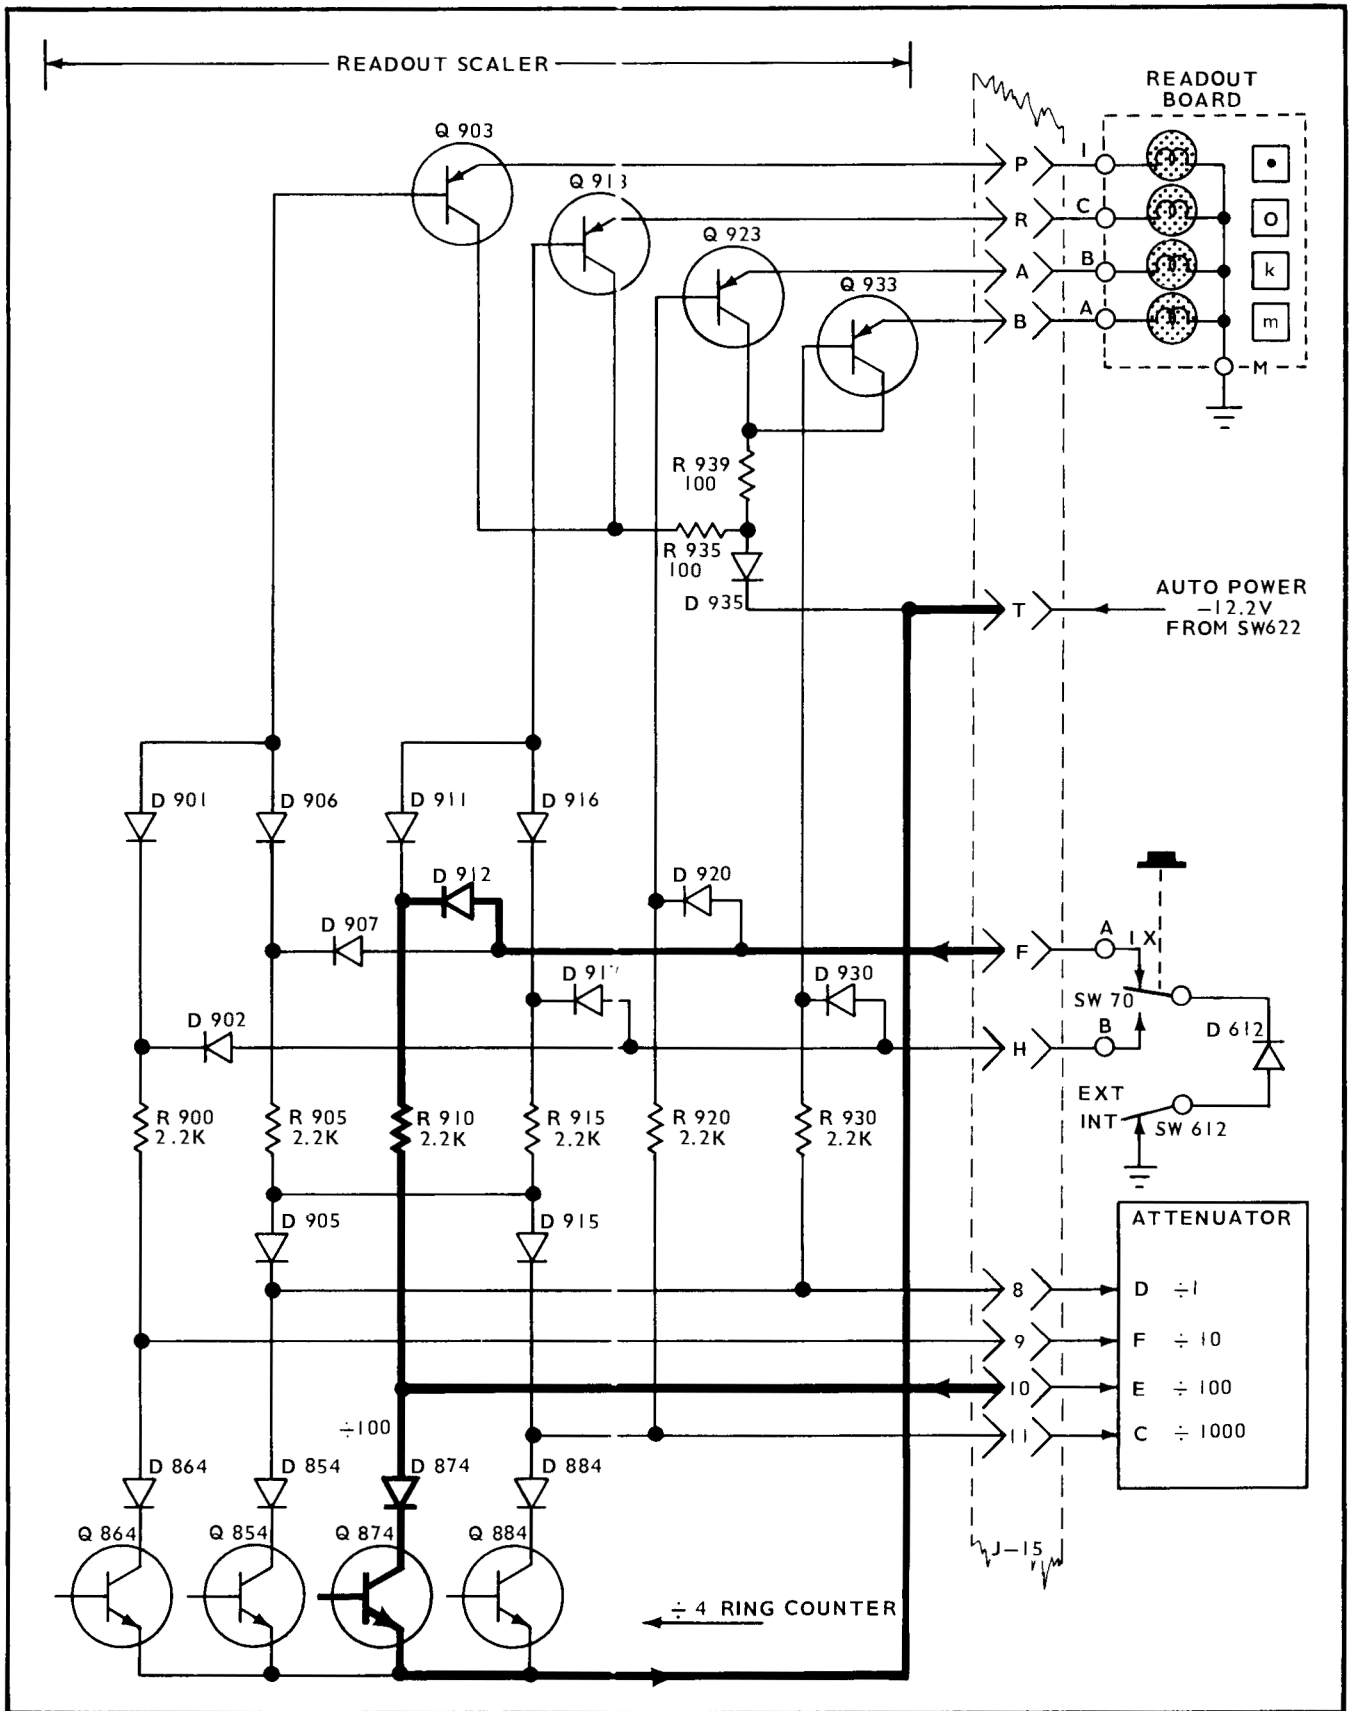 READOUT SCALER
READOUT
BOARD
Q 903
Q 913
Q 923
Q 933
P
I
R
C
O
A
B
k
B
A
m
M
R 939
100
R 935
100
D 935
T
AUTO POWER
−12.2V
FROM SW622
D 901
D 906
D 911
D 916
D 912
D 920
D 907
F
A
1X
D 917
D 930
SW 70
D 902
H
B
D 612
R 900
2.2K
R 905
2.2K
R 910
2.2K
R 915
2.2K
R 920
2.2K
R 930
2.2K
EXT
INT
SW 612
D 905
D 915
ATTENUATOR
8
D ÷1
9
F ÷ 10
10
E ÷ 100
÷100
11
C ÷ 1000
D 864
D 854
D 874
D 884
Q 864
Q 854
Q 874
Q 884
J-15
÷ 4 RING COUNTER